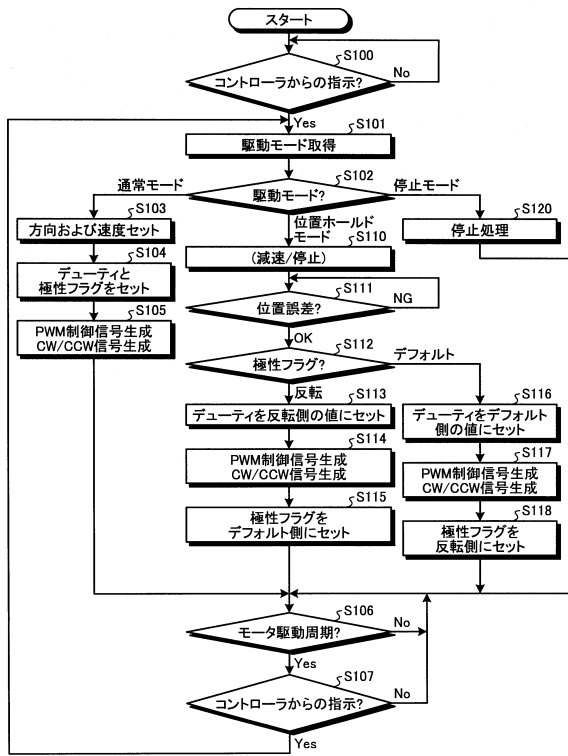 スタート
S100
コントローラからの指示?
No
Yes
S101
駆動モード取得
S102
駆動モード?
通常モード
停止モード
位置ホールド
モード
S103
方向および速度セット
S104
デューティと
極性フラグをセット
S105
PWM制御信号生成
CW/CCW信号生成
S110
(減速/停止)
S111
位置誤差?
NG
OK
S112
極性フラグ?
デフォルト
反転
S113
デューティを反転側の値にセット
S114
PWM制御信号生成
CW/CCW信号生成
S115
極性フラグを
デフォルト側にセット
S116
デューティをデフォルト
側の値にセット
S117
PWM制御信号生成
CW/CCW信号生成
S118
極性フラグを
反転側にセット
S120
停止処理
S106
モータ駆動周期?
No
Yes
S107
コントローラからの指示?
No
Yes